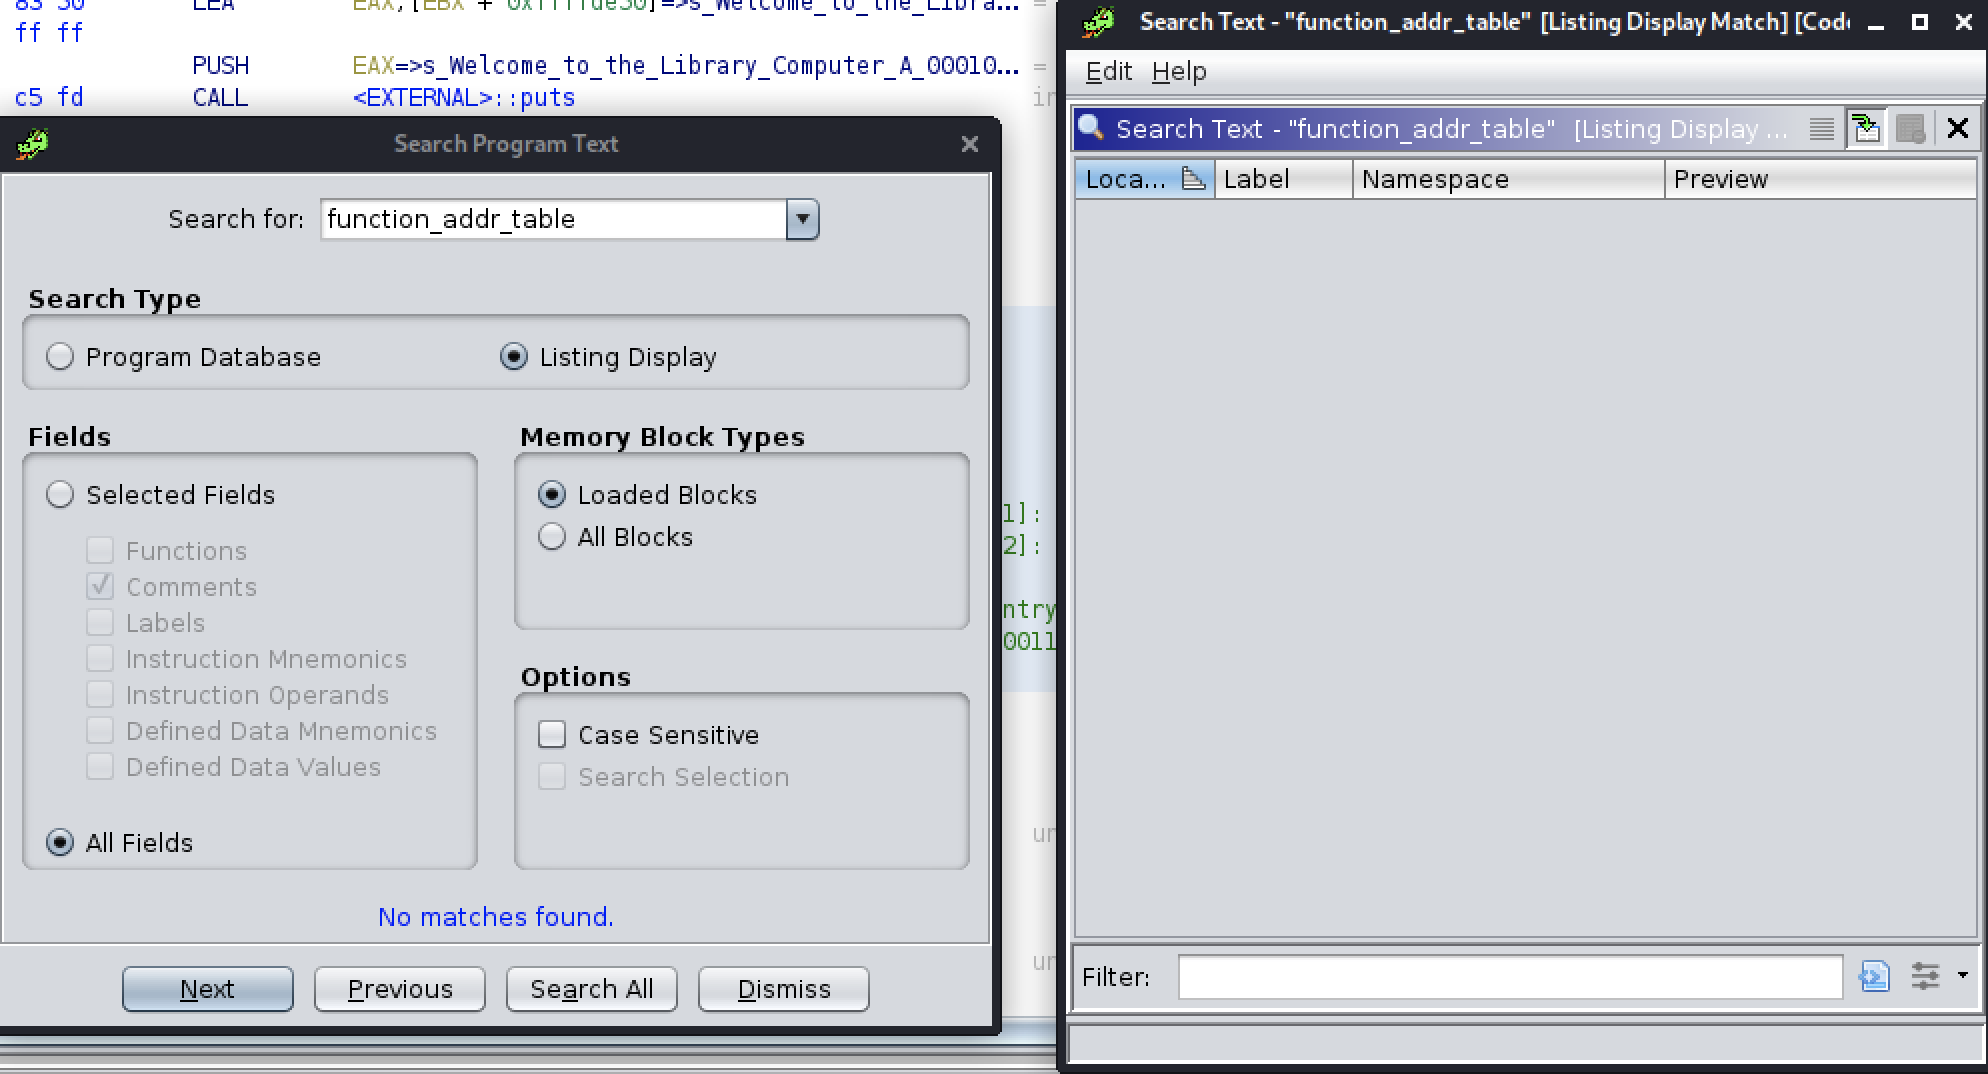 83 30 LEA EAX,[EBX + 0xffffde30]=>s_Welcome_to_the_Libra... =
ff ff
PUSH EAX=>s_Welcome_to_the_Library_Computer_A_00010... =
c5 fd CALL <EXTERNAL>::puts
Search Program Text
Search for: function_addr_table
Search Type
Program Database
Listing Display
Fields
Selected Fields
Functions
Comments
Labels
Instruction Mnemonics
Instruction Operands
Defined Data Mnemonics
Defined Data Values
All Fields
Memory Block Types
Loaded Blocks
All Blocks
Options
Case Sensitive
Search Selection
No matches found.
Next Previous Search All Dismiss
1]:
2]:
ntry
0011
Search Text - "function_addr_table" [Listing Display Match] [Code
Edit Help
Search Text - "function_addr_table" [Listing Display ...
Loca... Label Namespace Preview
Filter: